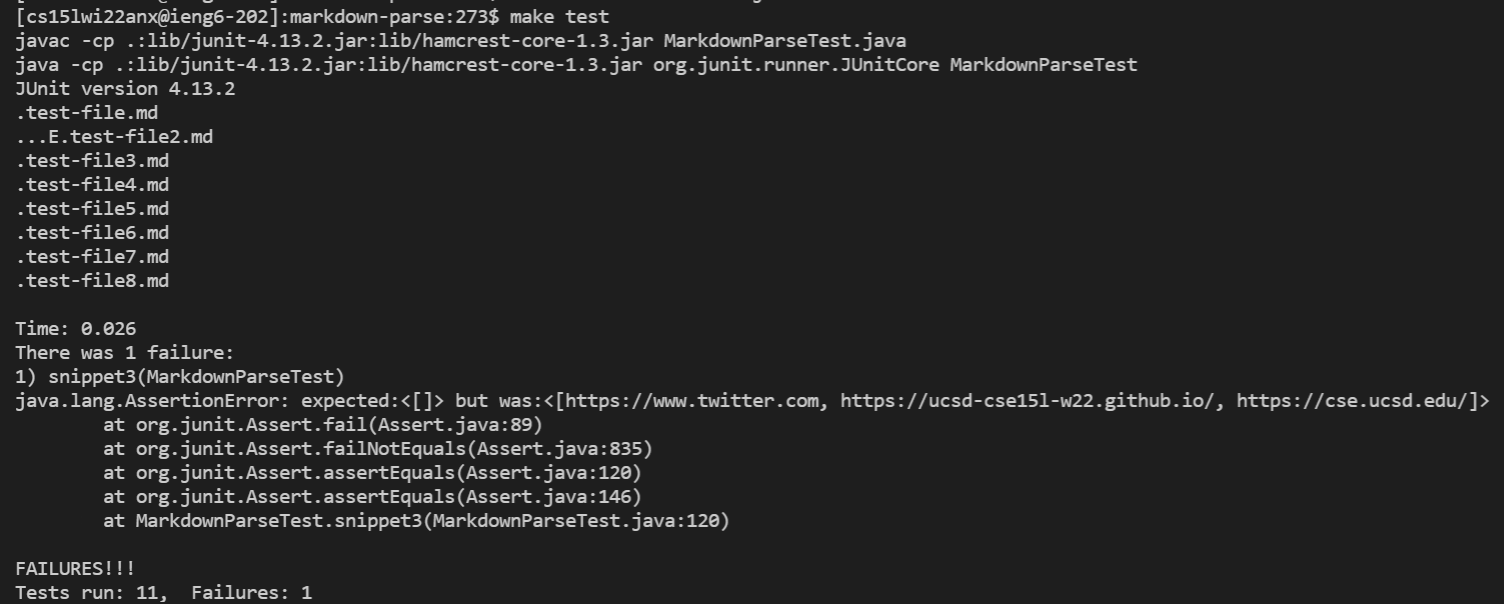 [cs15lwi22anx@ieng6-202]:markdown-parse:273$ make test
javac -cp .:lib/junit-4.13.2.jar:lib/hamcrest-core-1.3.jar MarkdownParseTest.java
java -cp .:lib/junit-4.13.2.jar:lib/hamcrest-core-1.3.jar org.junit.runner.JUnitCore MarkdownParseTest
JUnit version 4.13.2
.test-file.md
...E.test-file2.md
.test-file3.md
.test-file4.md
.test-file5.md
.test-file6.md
.test-file7.md
.test-file8.md
Time: 0.026
There was 1 failure:
1) snippet3(MarkdownParseTest)
java.lang.AssertionError: expected:<[]> but was:<[https://www.twitter.com, https://ucsd-cse15l-w22.github.io/, https://cse.ucsd.edu/]>
        at org.junit.Assert.fail(Assert.java:89)
        at org.junit.Assert.failNotEquals(Assert.java:835)
        at org.junit.Assert.assertEquals(Assert.java:120)
        at org.junit.Assert.assertEquals(Assert.java:146)
        at MarkdownParseTest.snippet3(MarkdownParseTest.java:120)
FAILURES!!!
Tests run: 11,  Failures: 1